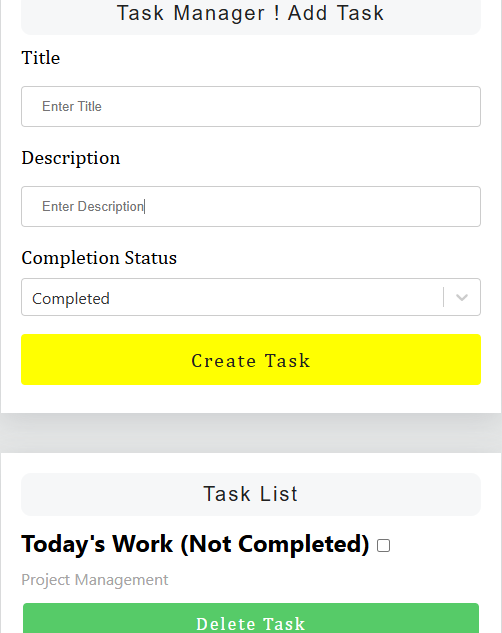 Task Manager ! Add Task
Title
Enter Title
Description
Enter Description
Completion Status
Completed
Create Task
Task List
Today's Work (Not Completed)
Project Management
Delete Task